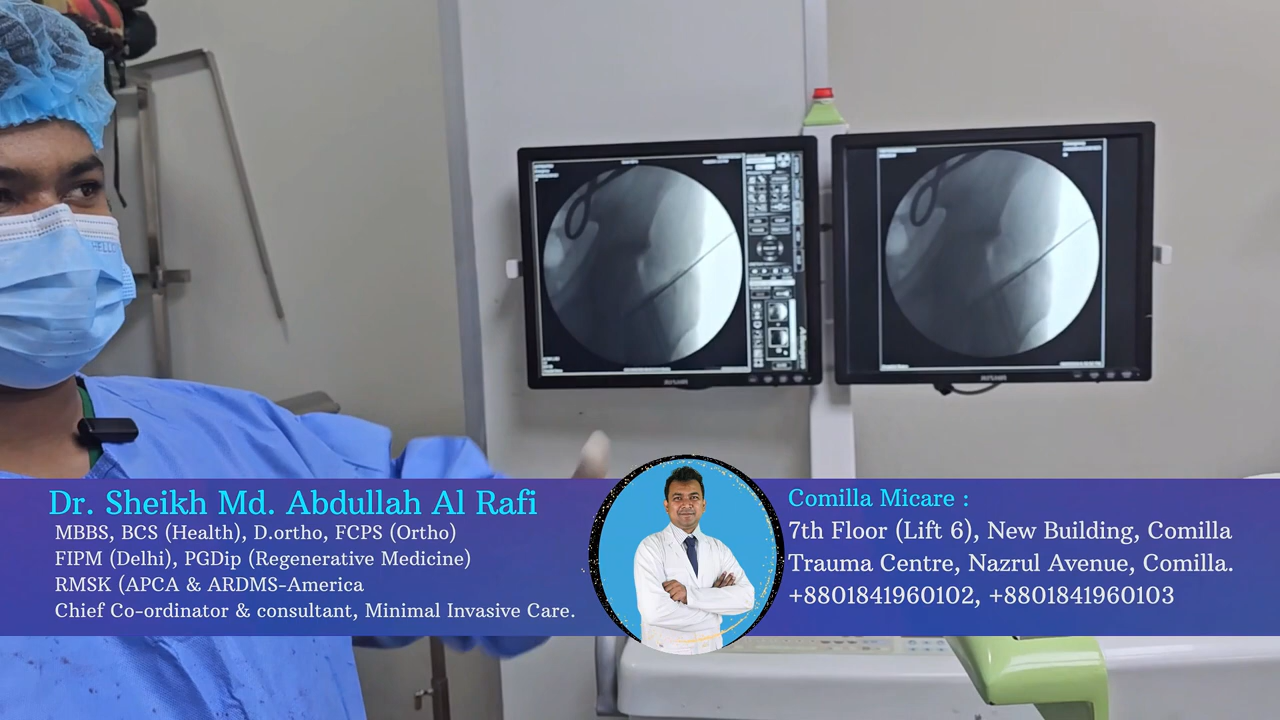 Dr. Sheikh Md. Abdullah Al Rafi
MBBS, BCS (Health), D.ortho, FCPS (Ortho)
FIPM (Delhi), PGDip (Regenerative Medicine)
RMSK (APCA & ARDMS-America
Chief Co-ordinator & consultant, Minimal Invasive Care.
Comilla Micare :
7th Floor (Lift 6), New Building, Comilla
Trauma Centre, Nazrul Avenue, Comilla.
+8801841960102, +8801841960103